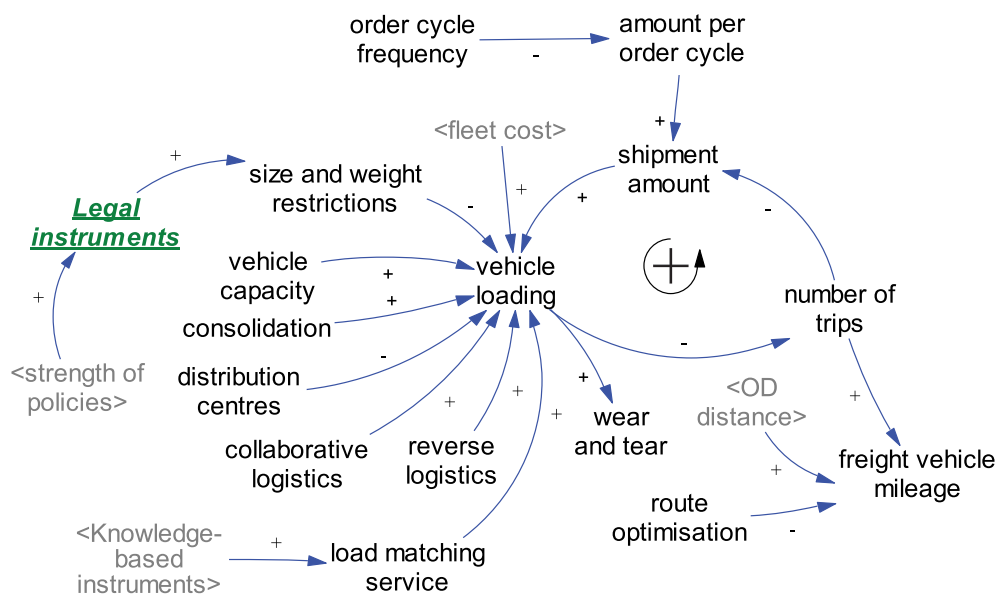 order cycle
frequency
-
amount per
order cycle
+
<fleet cost>
+
shipment
amount
+
-
+
size and weight
restrictions
-
Legal
instruments
+
vehicle
capacity
+
vehicle
loading
+
consolidation
+
number of
trips
-
<strength of
policies>
distribution
centres
-
<OD
distance>
+
+
wear
and tear
+
collaborative
logistics
+
reverse
logistics
+
+
freight vehicle
mileage
+
route
optimisation
-
<Knowledge-
based
instruments>
+
load matching
service